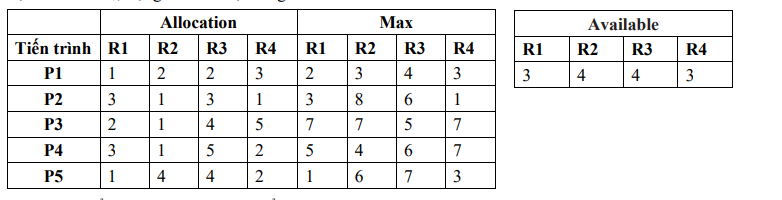 Allocation Max
Available
Tiến trình R1 R2 R3 R4 R1 R2 R3 R4
R1 R2 R3 R4
P1 1 2 2 3 2 3 4 3
3 4 4 3
P2 3 1 3 1 3 8 6 1
P3 2 1 4 5 7 7 5 7
P4 3 1 5 2 5 4 6 7
P5 1 4 4 2 1 6 7 3